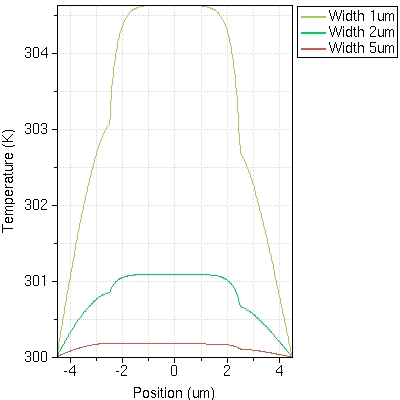 Width 1um
Width 2um
Width 5um
Temperature (K)
304
303
302
301
300
-4 -2 0 2 4
Position (um)